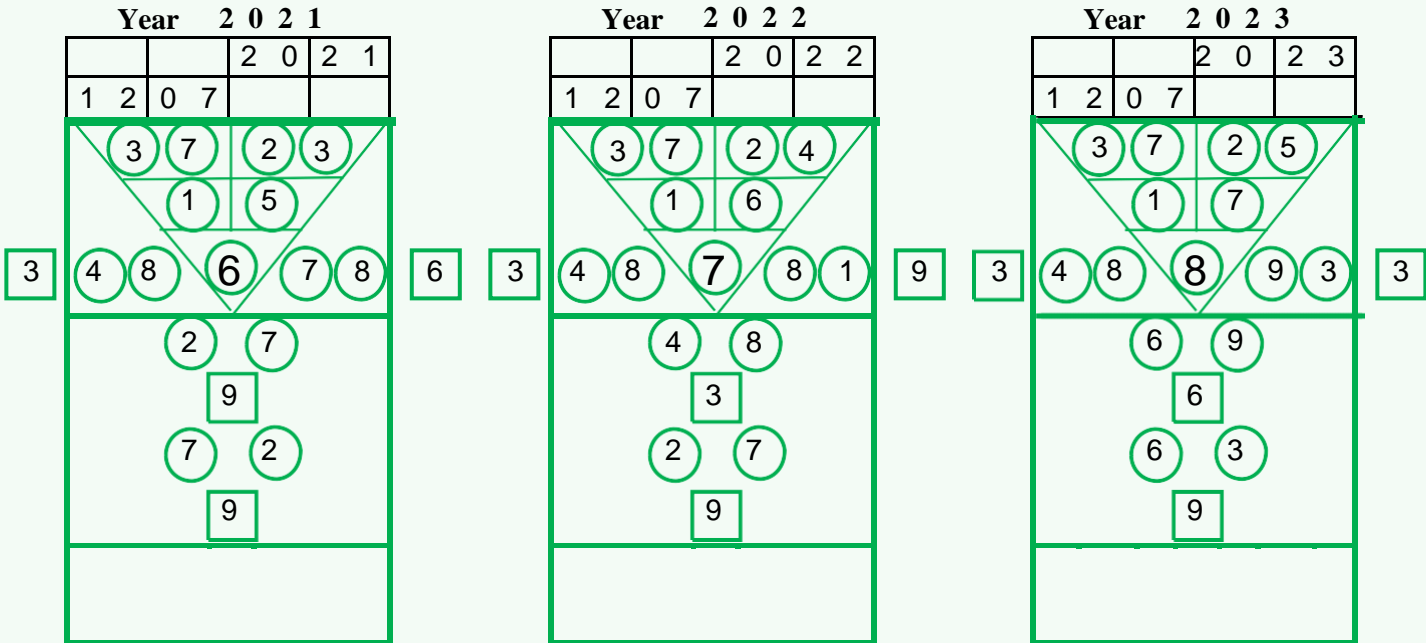 Year 2 0 2 1
2 0 2 1
1 2 0 7
3 7 2 3
1 5
3 4 8 6 7 8 6
2 7
9
7 2
9
Year 2 0 2 2
2 0 2 2
1 2 0 7
3 7 2 4
1 6
3 4 8 7 8 1 9
4 8
3
2 7
9
Year 2 0 2 3
2 0 2 3
1 2 0 7
3 7 2 5
1 7
3 4 8 8 9 3 3
6 9
6
6 3
9